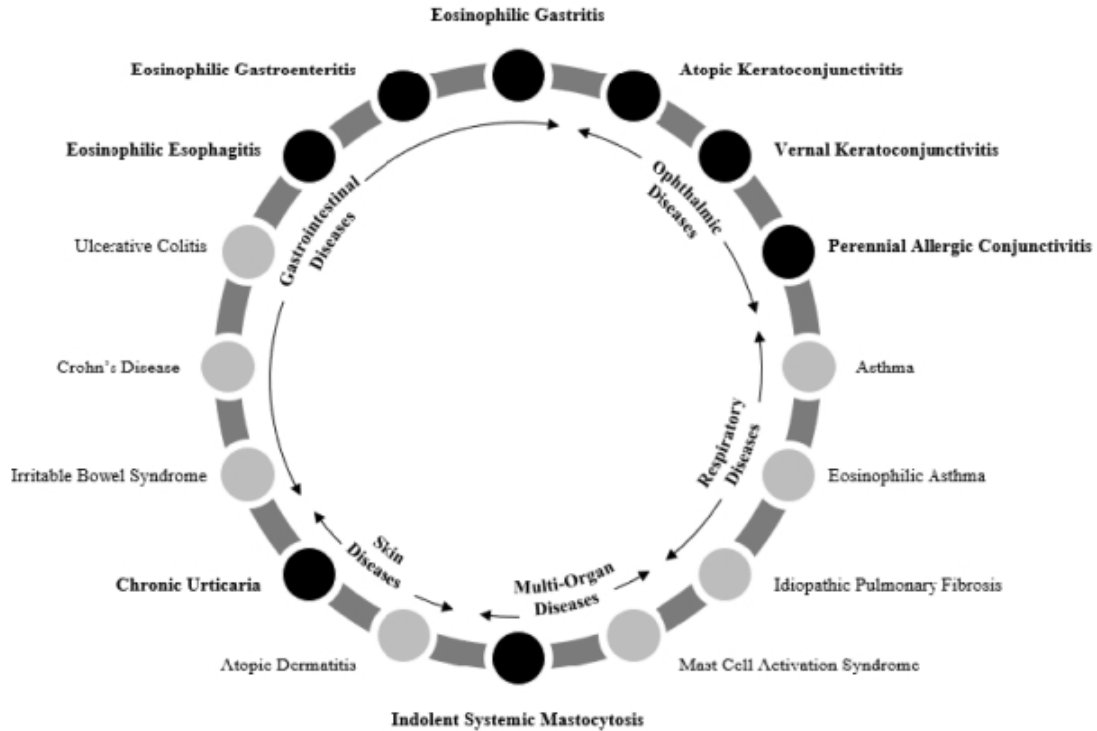 Eosinophilic Gastritis
Eosinophilic Gastroenteritis
Atopic Keratoconjunctivitis
Eosinophilic Esophagitis
Vernal Keratoconjunctivitis
Ulcerative Colitis
Perennial Allergic Conjunctivitis
Crohn's Disease
Asthma
Irritable Bowel Syndrome
Eosinophilic Asthma
Chronic Urticaria
Idiopathic Pulmonary Fibrosis
Atopic Dermatitis
Mast Cell Activation Syndrome
Indolent Systemic Mastocytosis
Gastrointestinal
Diseases
Ophthalmic
Diseases
Respiratory
Diseases
Multi-Organ
Diseases
Skin
Diseases